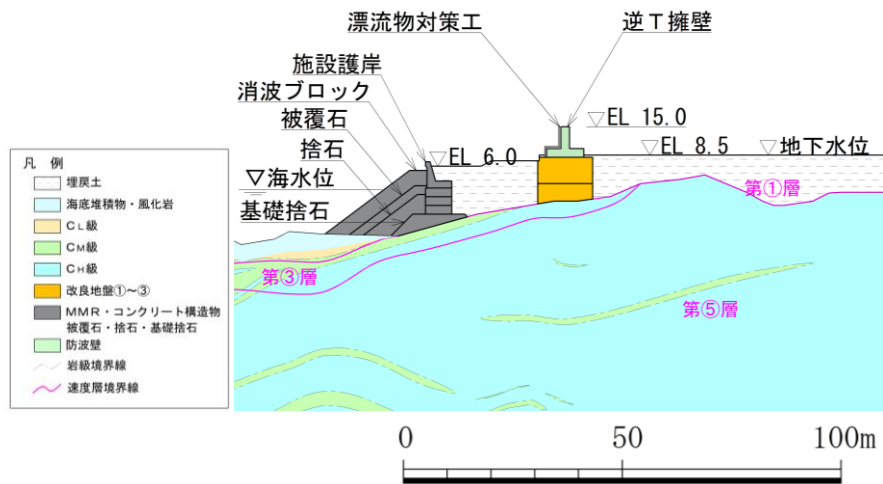 漂流物対策工
逆T擁壁
施設護岸
消波ブロック
被覆石
捨石
▽海水位
基礎捨石
▽EL 6.0
▽EL 15.0
▽EL 8.5
▽地下水位
第①層
第③層
第⑤層
凡 例
埋戻土
海底堆積物・風化岩
CL級
CM級
CH級
改良地盤①～③
MMR・コンクリート構造物
被覆石・捨石・基礎捨石
防波壁
岩級境界線
速度層境界線
0 50 100m